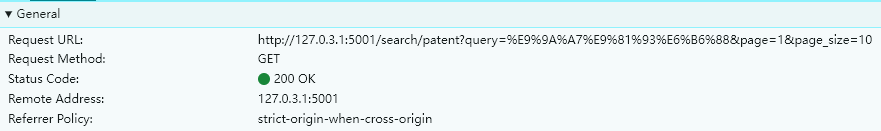 ▼ General
Request URL: http://127.0.3.1:5001/search/patent?query=%E9%9A%A7%E9%81%93%E6%B6%88&page=1&page_size=10
Request Method: GET
Status Code: 200 OK
Remote Address: 127.0.3.1:5001
Referrer Policy: strict-origin-when-cross-origin